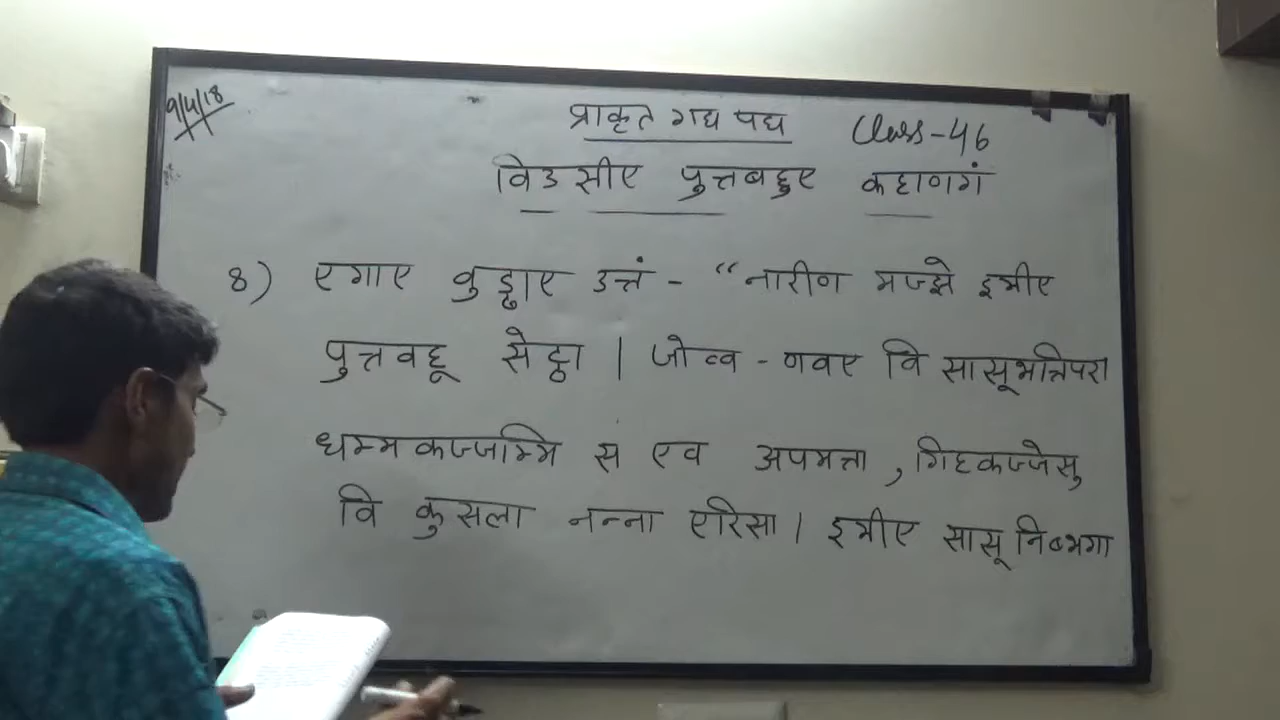 9/4/18
प्राकृत गद्य पद्य Class-46
विउसीए पुत्तबहुए कहाणगं
8) एगाए वुड्ढाए उत्तं - “नारीण मज्झे इमीए
पुत्तवहू सेट्ठा । जोव्व - णवए वि सासूभत्तिपरा
धम्मकज्जम्मि स एव अपमत्ता , गिहकज्जेसु
वि कुसला नन्ना एरिसा । इमीए सासू निब्भगा